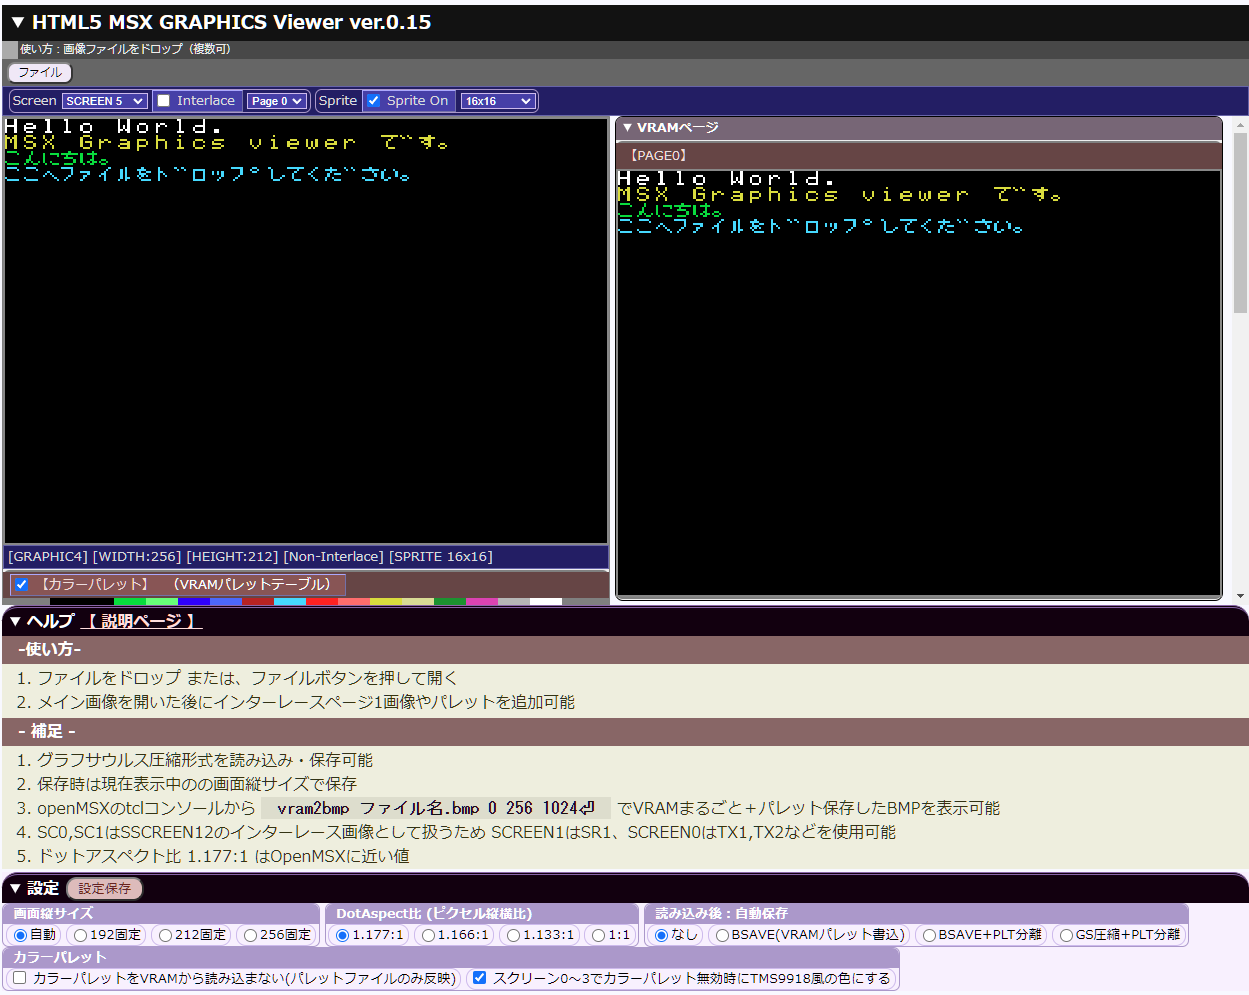 ▼ HTML5 MSX GRAPHICS Viewer ver.0.15
使い方：画像ファイルをドロップ（複数可）
ファイル
Screen SCREEN 5 Interlace Page 0 Sprite Sprite On 16x16
Hello World.
MSX Graphics viewer で゛す。
こんにちは。
ここへファイルをト゛ロップ゜してくた゛さい。
[GRAPHIC4] [WIDTH:256] [HEIGHT:212] [Non-Interlace] [SPRITE 16x16]
【カラーパレット】 （VRAMパレットテーブル）
▼ VRAMページ
【PAGE0】
Hello World.
MSX Graphics viewer で゛す。
こんにちは。
ここへファイルをト゛ロップ゜してくた゛さい。
▼ ヘルプ 【 説明ページ 】
-使い方-
1. ファイルをドロップ または、ファイルボタンを押して開く
2. メイン画像を開いた後にインターレースページ1画像やパレットを追加可能
- 補足 -
1. グラフサウルス圧縮形式を読み込み・保存可能
2. 保存時は現在表示中のの画面縦サイズで保存
3. openMSXのtclコンソールから vram2bmp ファイル名.bmp 0 256 1024⏎ でVRAMまるごと＋パレット保存したBMPを表示可能
4. SC0,SC1はSSCREEN12のインターレース画像として扱うため SCREEN1はSR1、SCREEN0はTX1,TX2などを使用可能
5. ドットアスペクト比 1.177:1 はOpenMSXに近い値
▼ 設定 設定保存
画面縦サイズ
自動 192固定 212固定 256固定
DotAspect比 (ピクセル縦横比)
1.177:1 1.166:1 1.133:1 1:1
読み込み後：自動保存
なし BSAVE(VRAMパレット書込) BSAVE+PLT分離 GS圧縮+PLT分離
カラーパレット
カラーパレットをVRAMから読み込まない(パレットファイルのみ反映) スクリーン0～3でカラーパレット無効時にTMS9918風の色にする